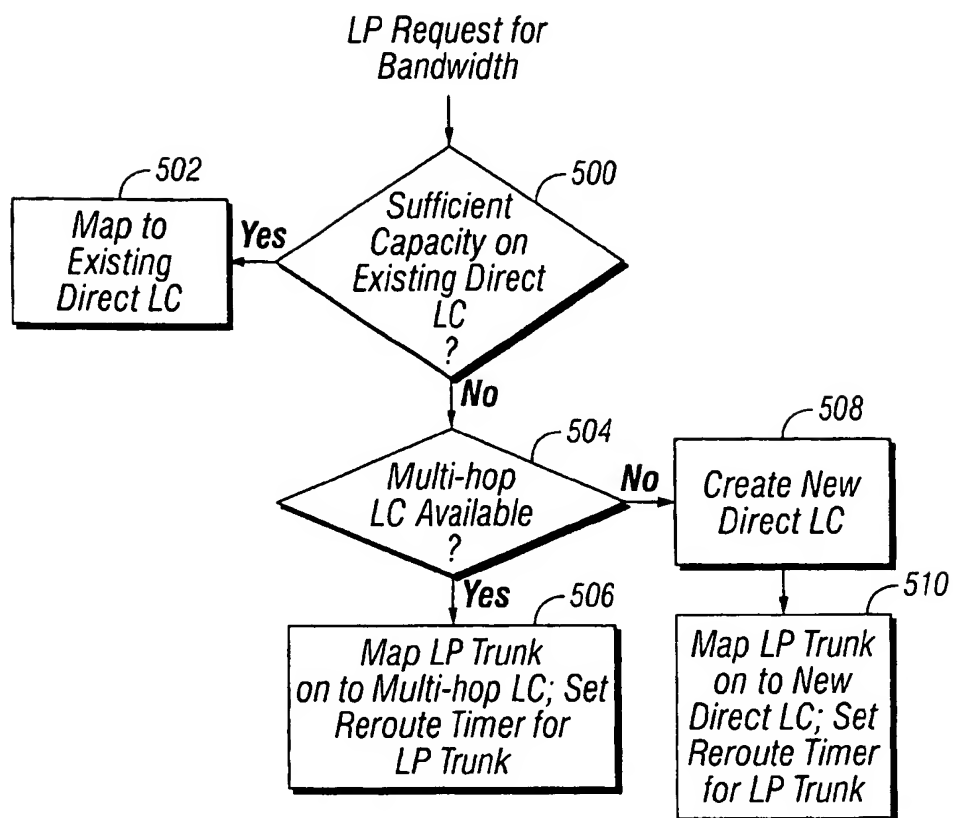 LP Request for
Bandwidth
500
Sufficient
Capacity on
Existing Direct
LC
?
Yes
502
Map to
Existing
Direct LC
No
504
Multi-hop
LC Available
?
No
508
Create New
Direct LC
Yes
506
Map LP Trunk
on to Multi-hop LC; Set
Reroute Timer for
LP Trunk
510
Map LP Trunk
on to New
Direct LC; Set
Reroute Timer
for LP Trunk